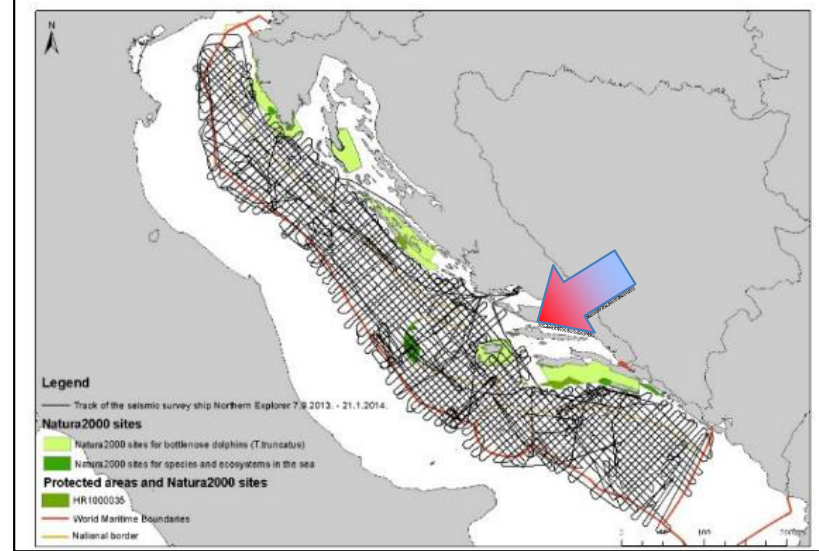 N
Legend
Track of the seismic survey ship Northern Explorer 7.9 2013. - 21.1.2014.
Natura2000 sites
Natura2000 sites for bottlenose dolphins (T.truncatus)
Natura2000 sites for species and ecosystems in the sea
Protected areas and Natura2000 sites
HR1000035
World Maritime Boundaries
National border
0 100